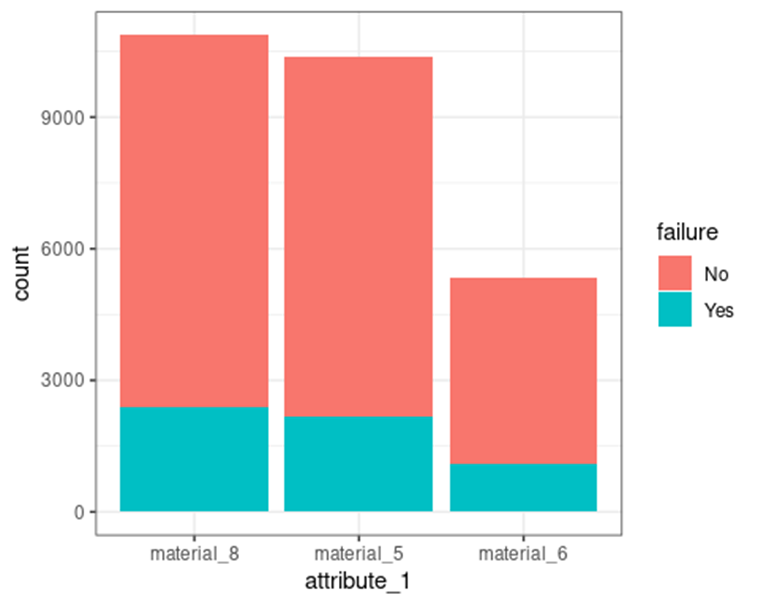 count
9000
6000
3000
0
material_8
material_5
material_6
attribute_1
failure
No
Yes